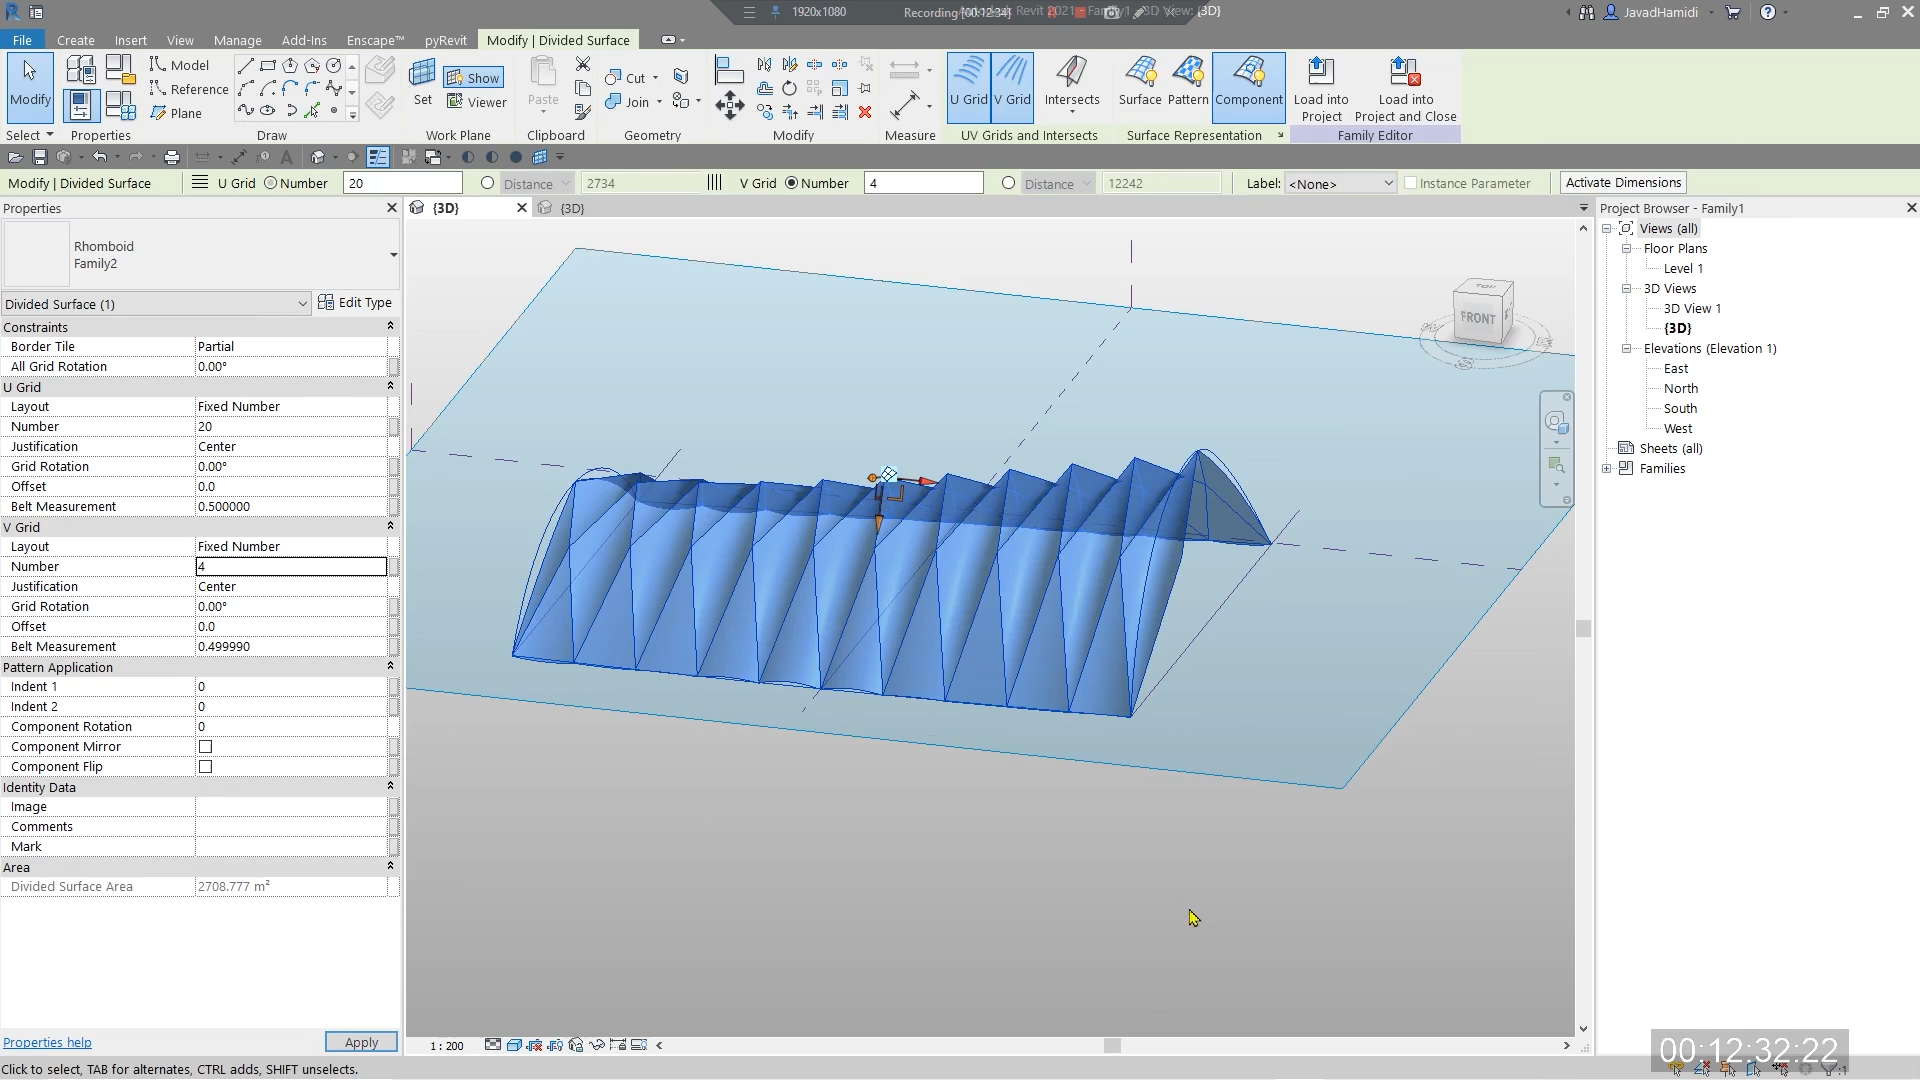 1920x1080
Recording [00:12:34]
Revit 2021
{3D}
JavadHamidi
File Create Insert View Manage Add-Ins Enscape™ pyRevit Modify | Divided Surface
Modify
Model
Reference
Plane
Set
Show
Viewer
Paste
Cut
Join
U Grid V Grid Intersects
Surface Pattern Component
Load into
Project
Load into
Project and Close
Select Properties Draw Work Plane Clipboard Geometry Modify Measure UV Grids and Intersects Surface Representation Family Editor
Modify | Divided Surface U Grid Number 20 Distance 2734 V Grid Number 4 Distance 12242 Label: <None> Instance Parameter Activate Dimensions
Properties
Rhomboid
Family2
Divided Surface (1) Edit Type
Constraints
Border Tile Partial
All Grid Rotation 0.00°
U Grid
Layout Fixed Number
Number 20
Justification Center
Grid Rotation 0.00°
Offset 0.0
Belt Measurement 0.500000
V Grid
Layout Fixed Number
Number 4
Justification Center
Grid Rotation 0.00°
Offset 0.0
Belt Measurement 0.499990
Pattern Application
Indent 1 0
Indent 2 0
Component Rotation 0
Component Mirror
Component Flip
Identity Data
Image
Comments
Mark
Area
Divided Surface Area 2708.777 m²
Properties help Apply
{3D} {3D}
TOP
FRONT
1 : 200
Project Browser - Family1
Views (all)
Floor Plans
Level 1
3D Views
3D View 1
{3D}
Elevations (Elevation 1)
East
North
South
West
Sheets (all)
Families
Click to select, TAB for alternates, CTRL adds, SHIFT unselects.
00:12:32:22
:1